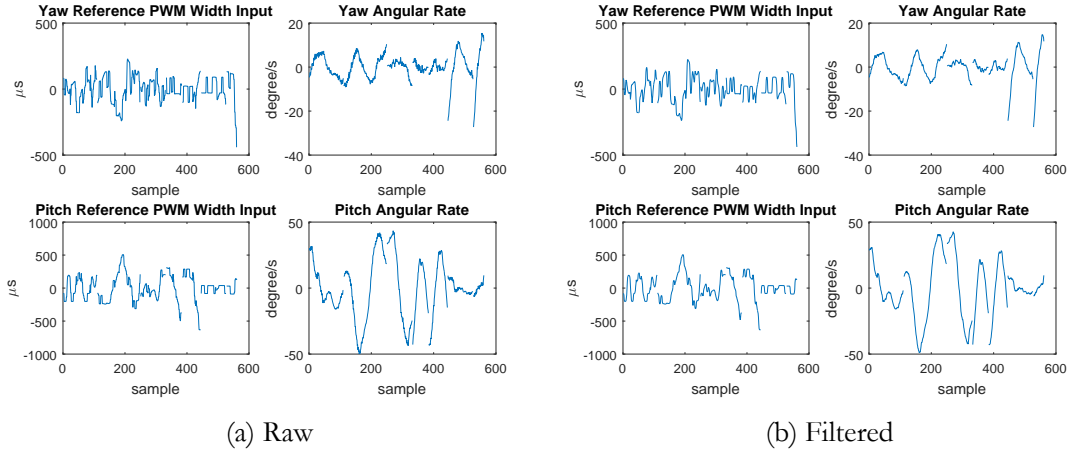 Yaw Reference PWM Width Input
500
0
-500
μs
0 200 400 600
sample
Yaw Angular Rate
20
0
-20
-40
degree/s
0 200 400 600
sample
Pitch Reference PWM Width Input
1000
500
0
-500
-1000
μs
0 200 400 600
sample
Pitch Angular Rate
50
0
-50
degree/s
0 200 400 600
sample
(a) Raw
Yaw Reference PWM Width Input
500
0
-500
μs
0 200 400 600
sample
Yaw Angular Rate
20
0
-20
-40
degree/s
0 200 400 600
sample
Pitch Reference PWM Width Input
1000
500
0
-500
-1000
μs
0 200 400 600
sample
Pitch Angular Rate
50
0
-50
degree/s
0 200 400 600
sample
(b) Filtered